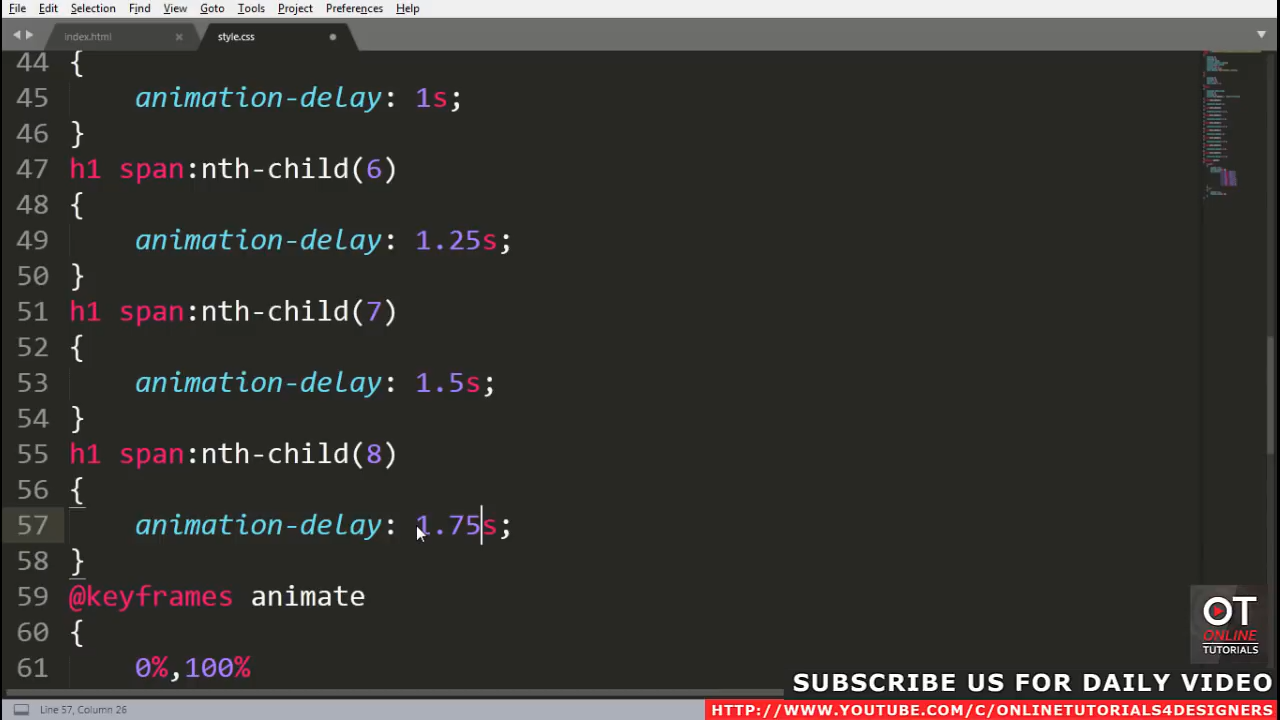 File Edit Selection Find View Goto Tools Project Preferences Help
index.html × style.css
44 {
45 animation-delay: 1s;
46 }
47 h1 span:nth-child(6)
48 {
49 animation-delay: 1.25s;
50 }
51 h1 span:nth-child(7)
52 {
53 animation-delay: 1.5s;
54 }
55 h1 span:nth-child(8)
56 {
57 animation-delay: 1.75s;
58 }
59 @keyframes animate
60 {
61 0%,100%
OT
ONLINE
TUTORIALS
SUBSCRIBE US FOR DAILY VIDEO
HTTP://WWW.YOUTUBE.COM/C/ONLINETUTORIALS4DESIGNERS
Line 57, Column 26